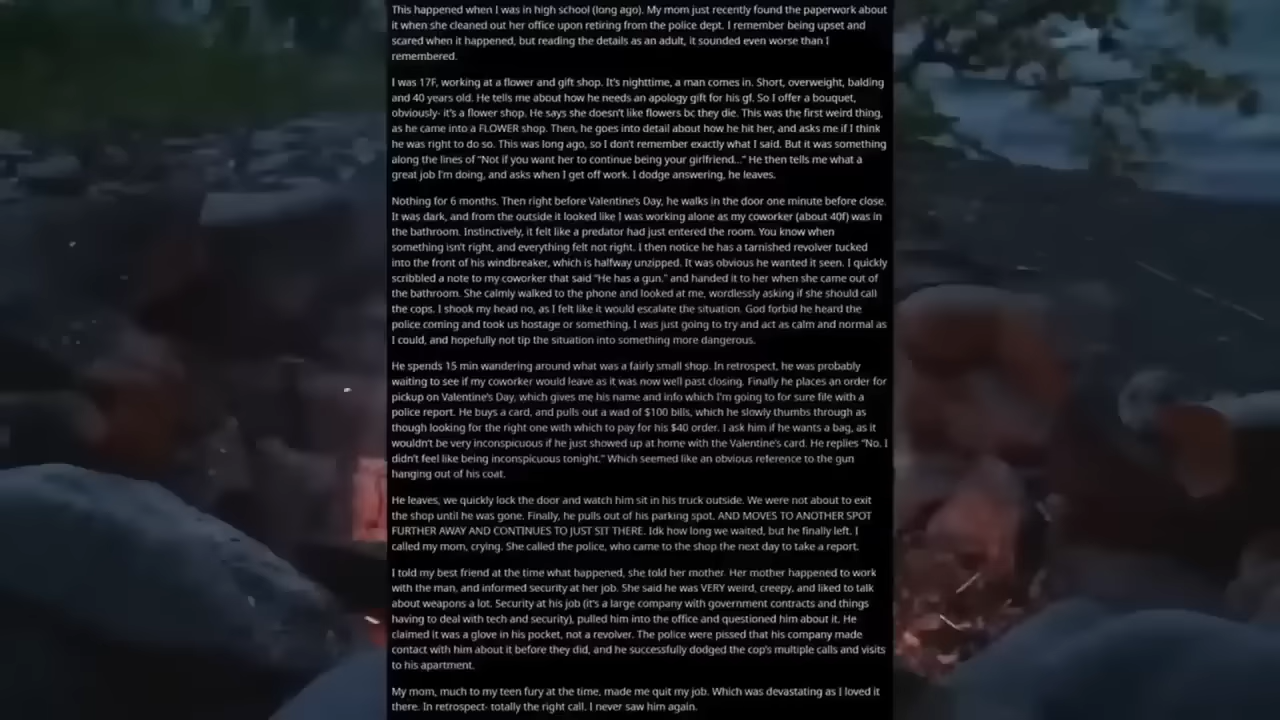 This happened when I was in high school (long ago). My mom just recently found the paperwork about
it when she cleaned out her office upon retiring from the police dept. I remember being upset and
scared when it happened, but reading the details as an adult, it sounded even worse than I
remembered.
I was 17F, working at a flower and gift shop. It's nighttime, a man comes in. Short, overweight, balding
and 40 years old. He tells me about how he needs an apology gift for his gf. So I offer a bouquet,
obviously- it's a flower shop. He says she doesn't like flowers bc they die. This was the first weird thing,
as he came into a FLOWER shop. Then, he goes into detail about how he hit her, and asks me if I think
he was right to do so. This was long ago, so I don't remember exactly what I said. But it was something
along the lines of "Not if you want her to continue being your girlfriend..." He then tells me what a
great job I'm doing, and asks when I get off work. I dodge answering, he leaves.
Nothing for 6 months. Then right before Valentine's Day, he walks in the door one minute before close.
It was dark, and from the outside it looked like I was working alone as my coworker (about 40f) was in
the bathroom. Instinctively, it felt like a predator had just entered the room. You know when
something isn't right, and everything felt not right. I then notice he has a tarnished revolver tucked
into the front of his windbreaker, which is halfway unzipped. It was obvious he wanted it seen. I quickly
scribbled a note to my coworker that said "He has a gun." and handed it to her when she came out of
the bathroom. She calmly walked to the phone and looked at me, wordlessly asking if she should call
the cops. I shook my head no, as I felt like it would escalate the situation. God forbid he heard the
police coming and took us hostage or something. I was just going to try and act as calm and normal as
I could, and hopefully not tip the situation into something more dangerous.
He spends 15 min wandering around what was a fairly small shop. In retrospect, he was probably
waiting to see if my coworker would leave as it was now well past closing. Finally he places an order for
pickup on Valentine's Day, which gives me his name and info which I'm going to for sure file with a
police report. He buys a card, and pulls out a wad of $100 bills, which he slowly thumbs through as
though looking for the right one with which to pay for his $40 order. I ask him if he wants a bag, as it
wouldn't be very inconspicuous if he just showed up at home with the Valentine's card. He replies "No. I
didn't feel like being inconspicuous tonight." Which seemed like an obvious reference to the gun
hanging out of his coat.
He leaves, we quickly lock the door and watch him sit in his truck outside. We were not about to exit
the shop until he was gone. Finally, he pulls out of his parking spot. AND MOVES TO ANOTHER SPOT
FURTHER AWAY AND CONTINUES TO JUST SIT THERE. Idk how long we waited, but he finally left. I
called my mom, crying. She called the police, who came to the shop the next day to take a report.
I told my best friend at the time what happened, she told her mother. Her mother happened to work
with the man, and informed security at her job. She said he was VERY weird, creepy, and liked to talk
about weapons a lot. Security at his job (it's a large company with government contracts and things
having to deal with tech and security), pulled him into the office and questioned him about it. He
claimed it was a glove in his pocket, not a revolver. The police were pissed that his company made
contact with him about it before they did, and he successfully dodged the cop's multiple calls and visits
to his apartment.
My mom, much to my teen fury at the time, made me quit my job. Which was devastating as I loved it
there. In retrospect- totally the right call. I never saw him again.